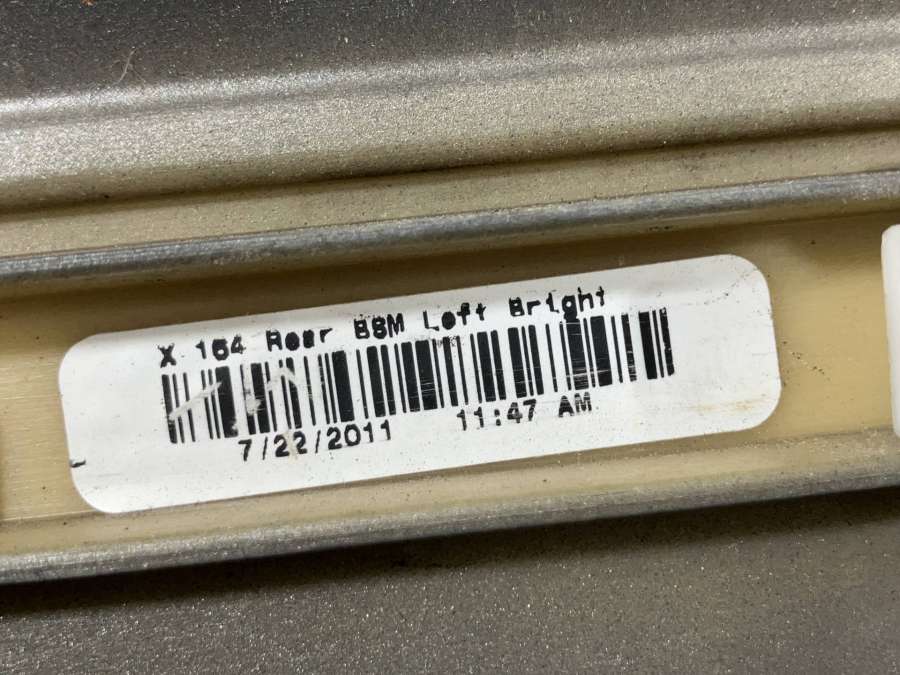 X 164 Rear BSM Left Bright
7/22/2011 11:47 AM